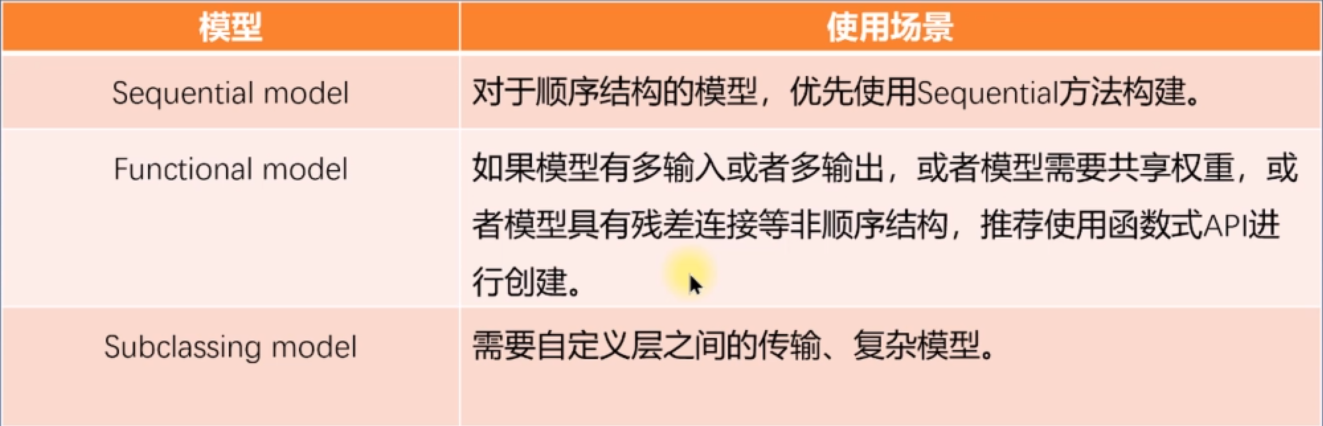 模型
使用场景
Sequential model
对于顺序结构的模型，优先使用Sequential方法构建。
Functional model
如果模型有多输入或者多输出，或者模型需要共享权重，或
者模型具有残差连接等非顺序结构，推荐使用函数式API进
行创建。
Subclassing model
需要自定义层之间的传输、复杂模型。